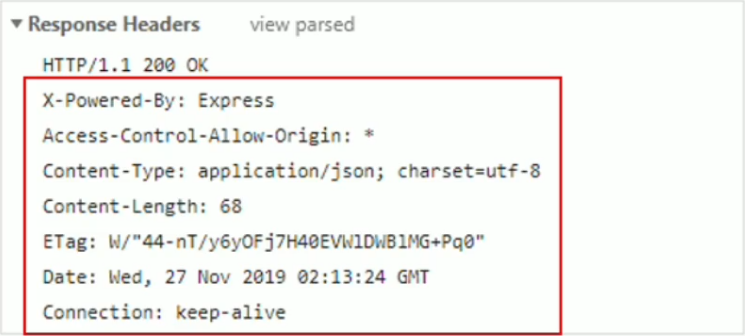 Response Headers view parsed
HTTP/1.1 200 OK
X-Powered-By: Express
Access-Control-Allow-Origin: *
Content-Type: application/json; charset=utf-8
Content-Length: 68
ETag: W/"44-nT/y6yOFj7H40EVWlDWBlMG+Pq0"
Date: Wed, 27 Nov 2019 02:13:24 GMT
Connection: keep-alive